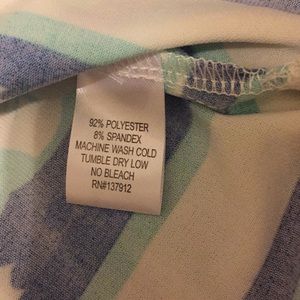 92% POLYESTER
8% SPANDEX
MACHINE WASH COLD
TUMBLE DRY LOW
NO BLEACH
RN#137912